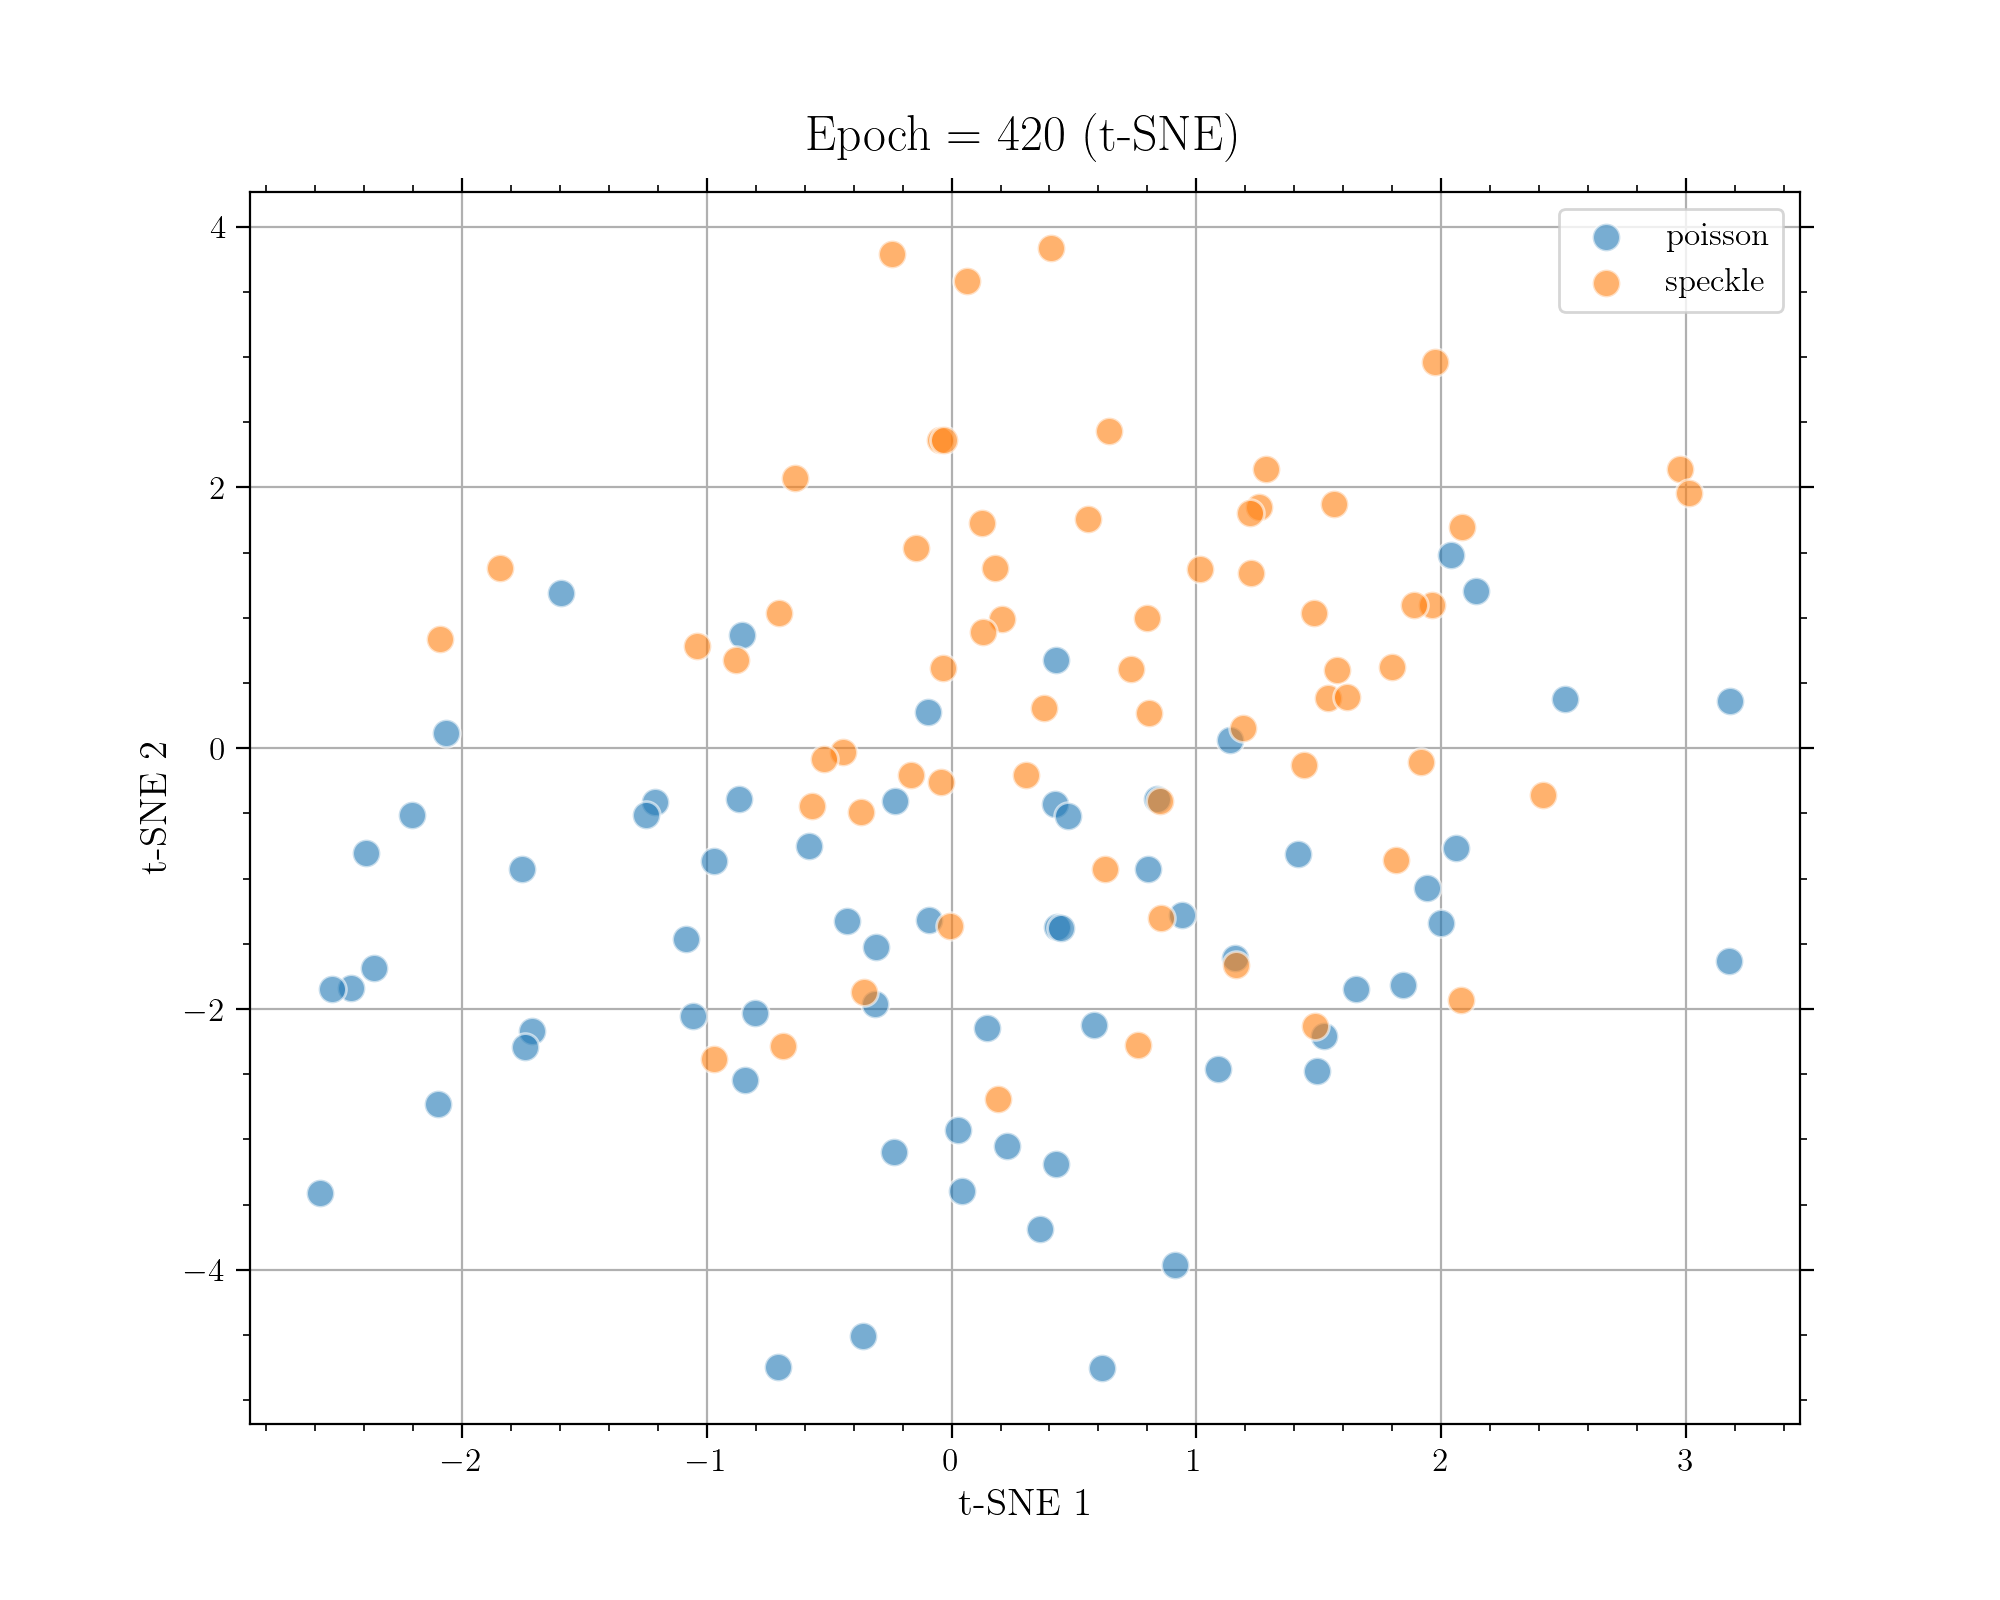 Epoch = 420 (t-SNE)
poisson
speckle
4
2
0
−2
−4
t-SNE 2
−2
−1
0
1
2
3
t-SNE 1